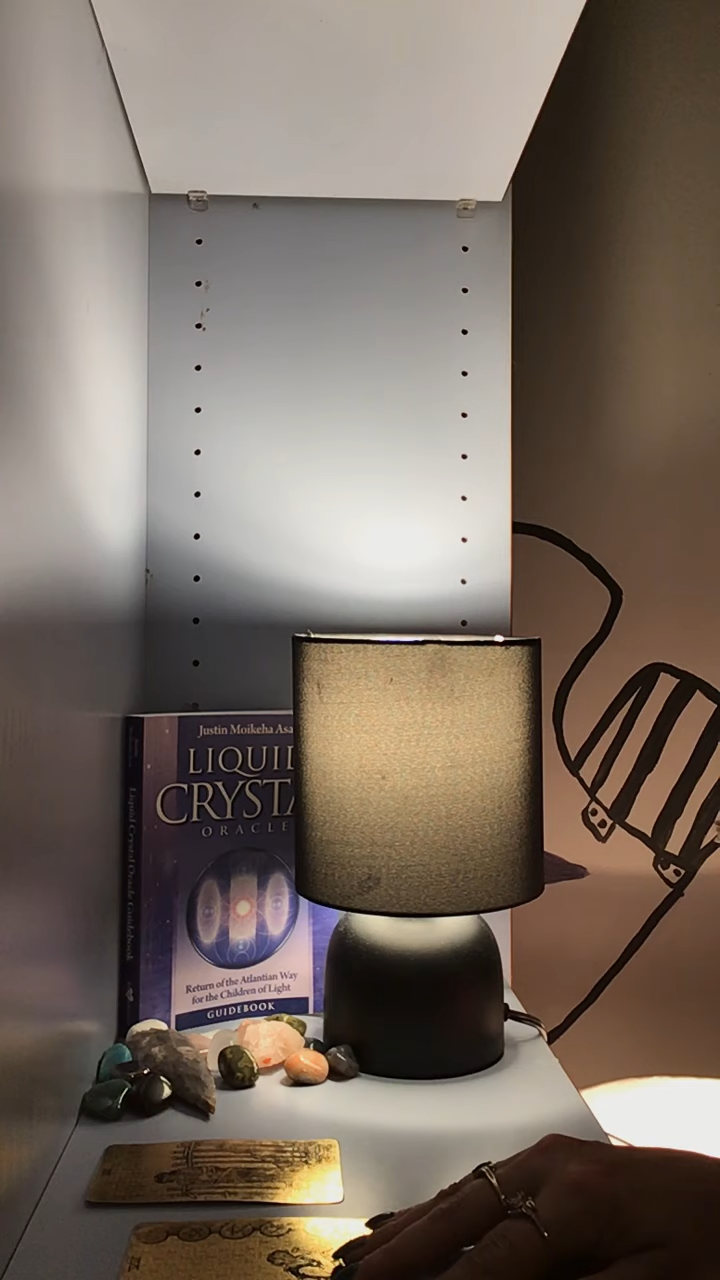 Justin Moikeha Asa
LIQUI
CRYSTA
ORACLE
Return of the Atlantian Way
for the Children of Light
GUIDEBOOK
Liquid Crystal Oracle Guidebook